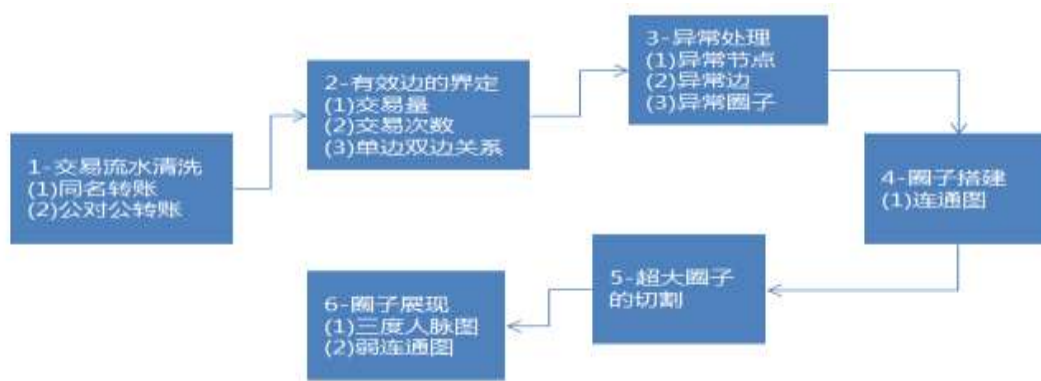 1-交易流水清洗
(1)同名转账
(2)公对公转账
2-有效边的界定
(1)交易量
(2)交易次数
(3)单边双边关系
3-异常处理
(1)异常节点
(2)异常边
(3)异常圈子
4-圈子搭建
(1)连通图
5-超大圈子
的切割
6-圈子展现
(1)三度人脉图
(2)弱连通图